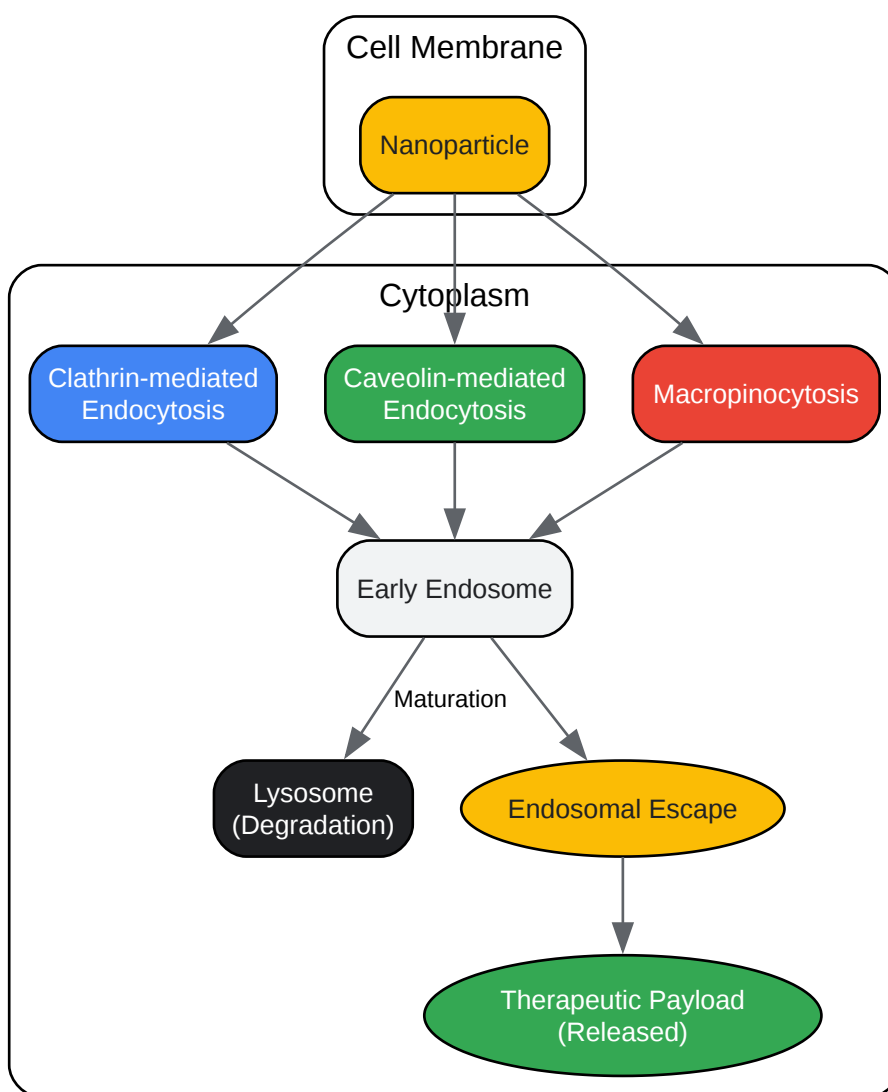 Cell Membrane
Nanoparticle
Cytoplasm
Clathrin-mediated
Endocytosis
Caveolin-mediated
Endocytosis
Macropinocytosis
Early Endosome
Maturation
Lysosome
(Degradation)
Endosomal Escape
Therapeutic Payload
(Released)